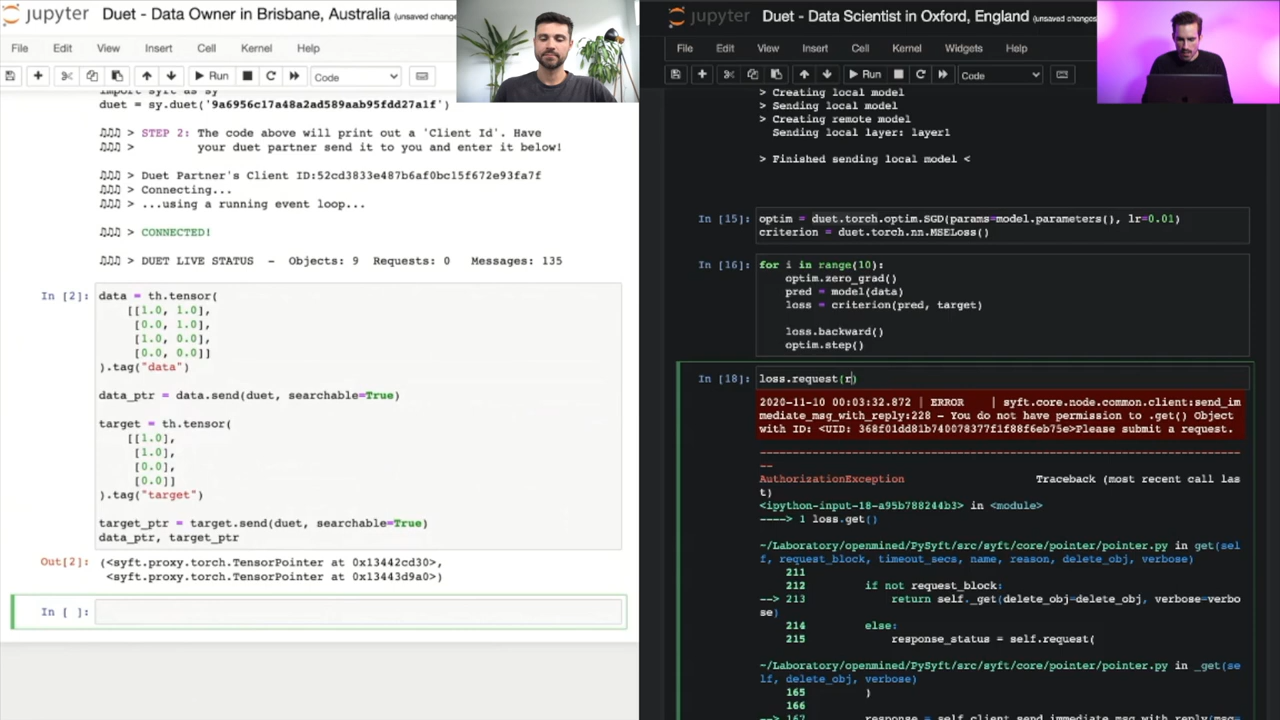 jupyter Duet - Data Owner in Brisbane, Australia (unsaved change
File Edit View Insert Cell Kernel Help
Run Code
import syft as sy
duet = sy.duet('9a6956c17a48a2ad589aab95fdd27a1f')
♫♫♫ > STEP 2: The code above will print out a 'Client Id'. Have
♫♫♫ > your duet partner send it to you and enter it below!
♫♫♫ > Duet Partner's Client ID:52cd3833e487b6af0bc15f672e93fa7f
♫♫♫ > Connecting...
♫♫♫ > ...using a running event loop...
♫♫♫ > CONNECTED!
♫♫♫ > DUET LIVE STATUS - Objects: 9 Requests: 0 Messages: 135
In [2]: data = th.tensor(
[[1.0, 1.0],
[0.0, 1.0],
[1.0, 0.0],
[0.0, 0.0]]
).tag("data")
data_ptr = data.send(duet, searchable=True)
target = th.tensor(
[[1.0],
[1.0],
[0.0],
[0.0]]
).tag("target")
target_ptr = target.send(duet, searchable=True)
data_ptr, target_ptr
Out[2]: (<syft.proxy.torch.TensorPointer at 0x13442cd30>,
<syft.proxy.torch.TensorPointer at 0x13443d9a0>)
In [ ]:
jupyter Duet - Data Scientist in Oxford, England (unsaved changes
File Edit View Insert Cell Kernel Widgets Help
Run Code
> Creating local model
> Sending local model
> Creating remote model
Sending local layer: layer1
> Finished sending local model <
In [15]: optim = duet.torch.optim.SGD(params=model.parameters(), lr=0.01)
criterion = duet.torch.nn.MSELoss()
In [16]: for i in range(10):
optim.zero_grad()
pred = model(data)
loss = criterion(pred, target)
loss.backward()
optim.step()
In [18]: loss.request(r)
2020-11-10 00:03:32.872 | ERROR | syft.core.node.common.client:send_im
mediate_msg_with_reply:228 - You do not have permission to .get() Object
with ID: <UID: 368f01dd81b740078377f1f88f6eb75e>Please submit a request.
---------------------------------------------------------------------------
--
AuthorizationException Traceback (most recent call las
t)
<ipython-input-18-a95b788244b3> in <module>
----> 1 loss.get()
~/Laboratory/openmined/PySyft/src/syft/core/pointer/pointer.py in get(sel
f, request_block, timeout_secs, name, reason, delete_obj, verbose)
211
212 if not request_block:
--> 213 return self._get(delete_obj=delete_obj, verbose=verbo
se)
214 else:
215 response_status = self.request(
~/Laboratory/openmined/PySyft/src/syft/core/pointer/pointer.py in _get(se
lf, delete_obj, verbose)
165 )
166
--> 167 response = self.client.send_immediate_msg_with_reply(msg=